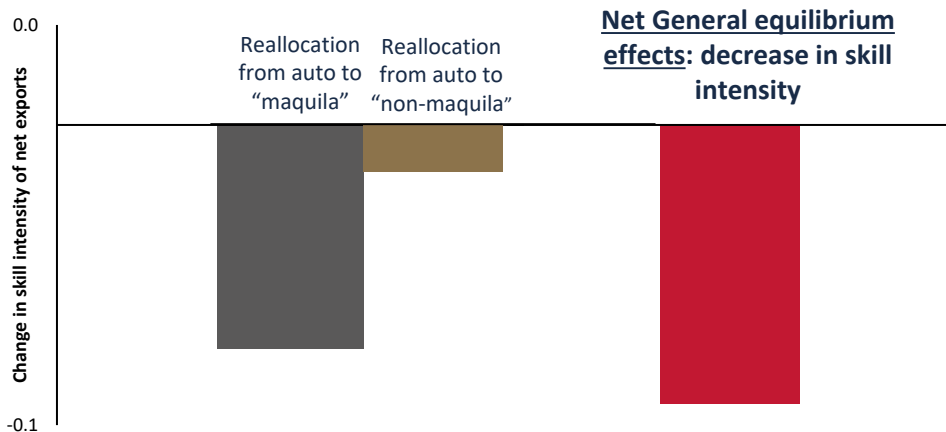 0.0
Net General equilibrium
effects: decrease in skill
intensity
Reallocation
from auto to
“maquila”
Reallocation
from auto to
“non-maquila”
Change in skill intensity of net exports
-0.1